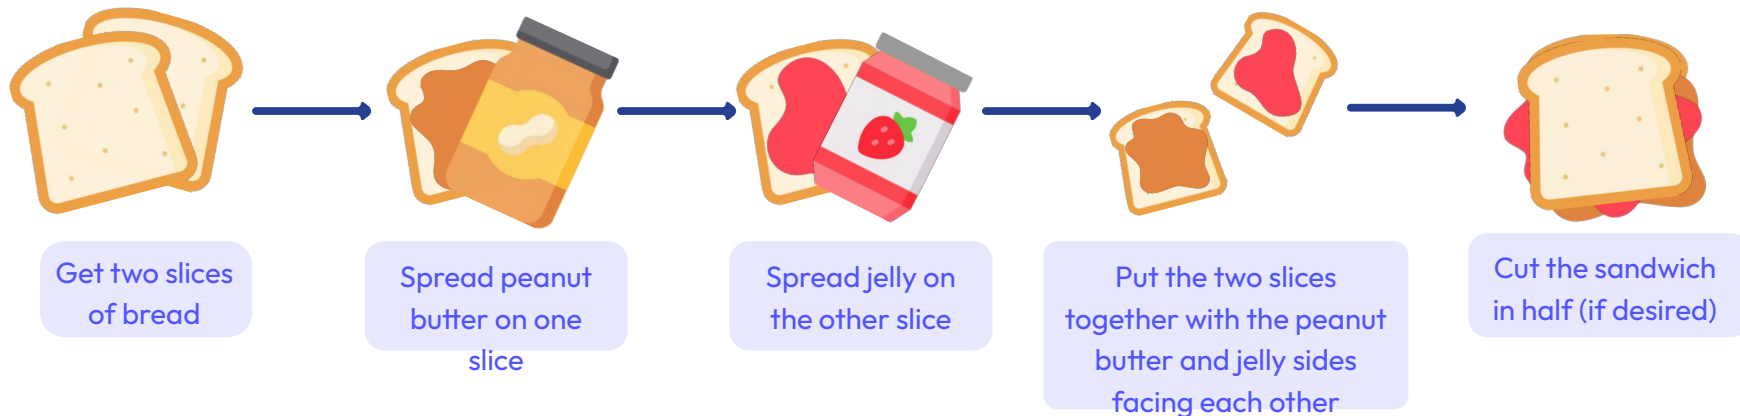 Get two slices
of bread
Spread peanut
butter on one
slice
Spread jelly on
the other slice
Put the two slices
together with the peanut
butter and jelly sides
facing each other
Cut the sandwich
in half (if desired)